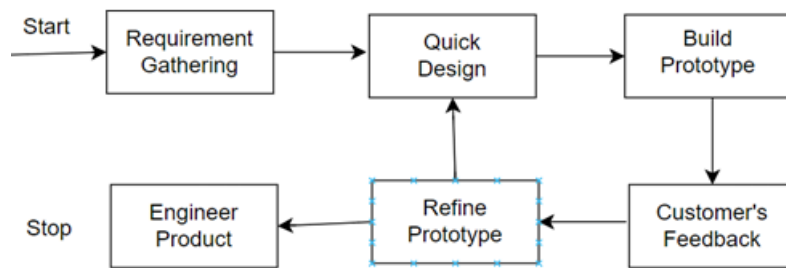 Start
Requirement
Gathering
Quick
Design
Build
Prototype
Stop
Engineer
Product
Refine
Prototype
Customer's
Feedback